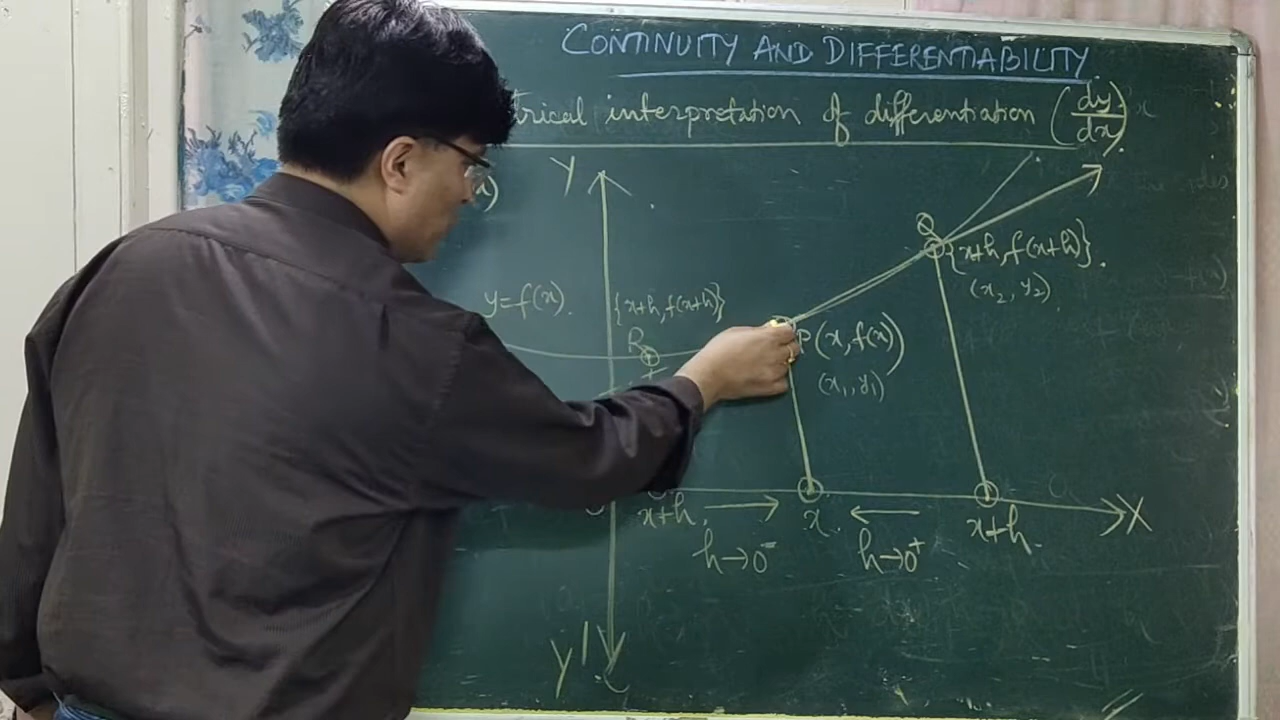 CONTINUITY AND DIFFERENTIABILITY
trical interpretation of differentiation (dy/dx).
Y
Q
{x+h, f(x+h)}.
(x₂, y₂)
y=f(x).
{x+h, f(x+h)}
R
P(x, f(x))
(x₁, y₁)
x+h.
x.
x+h.
X
h→0⁻
h→0⁺
Y'